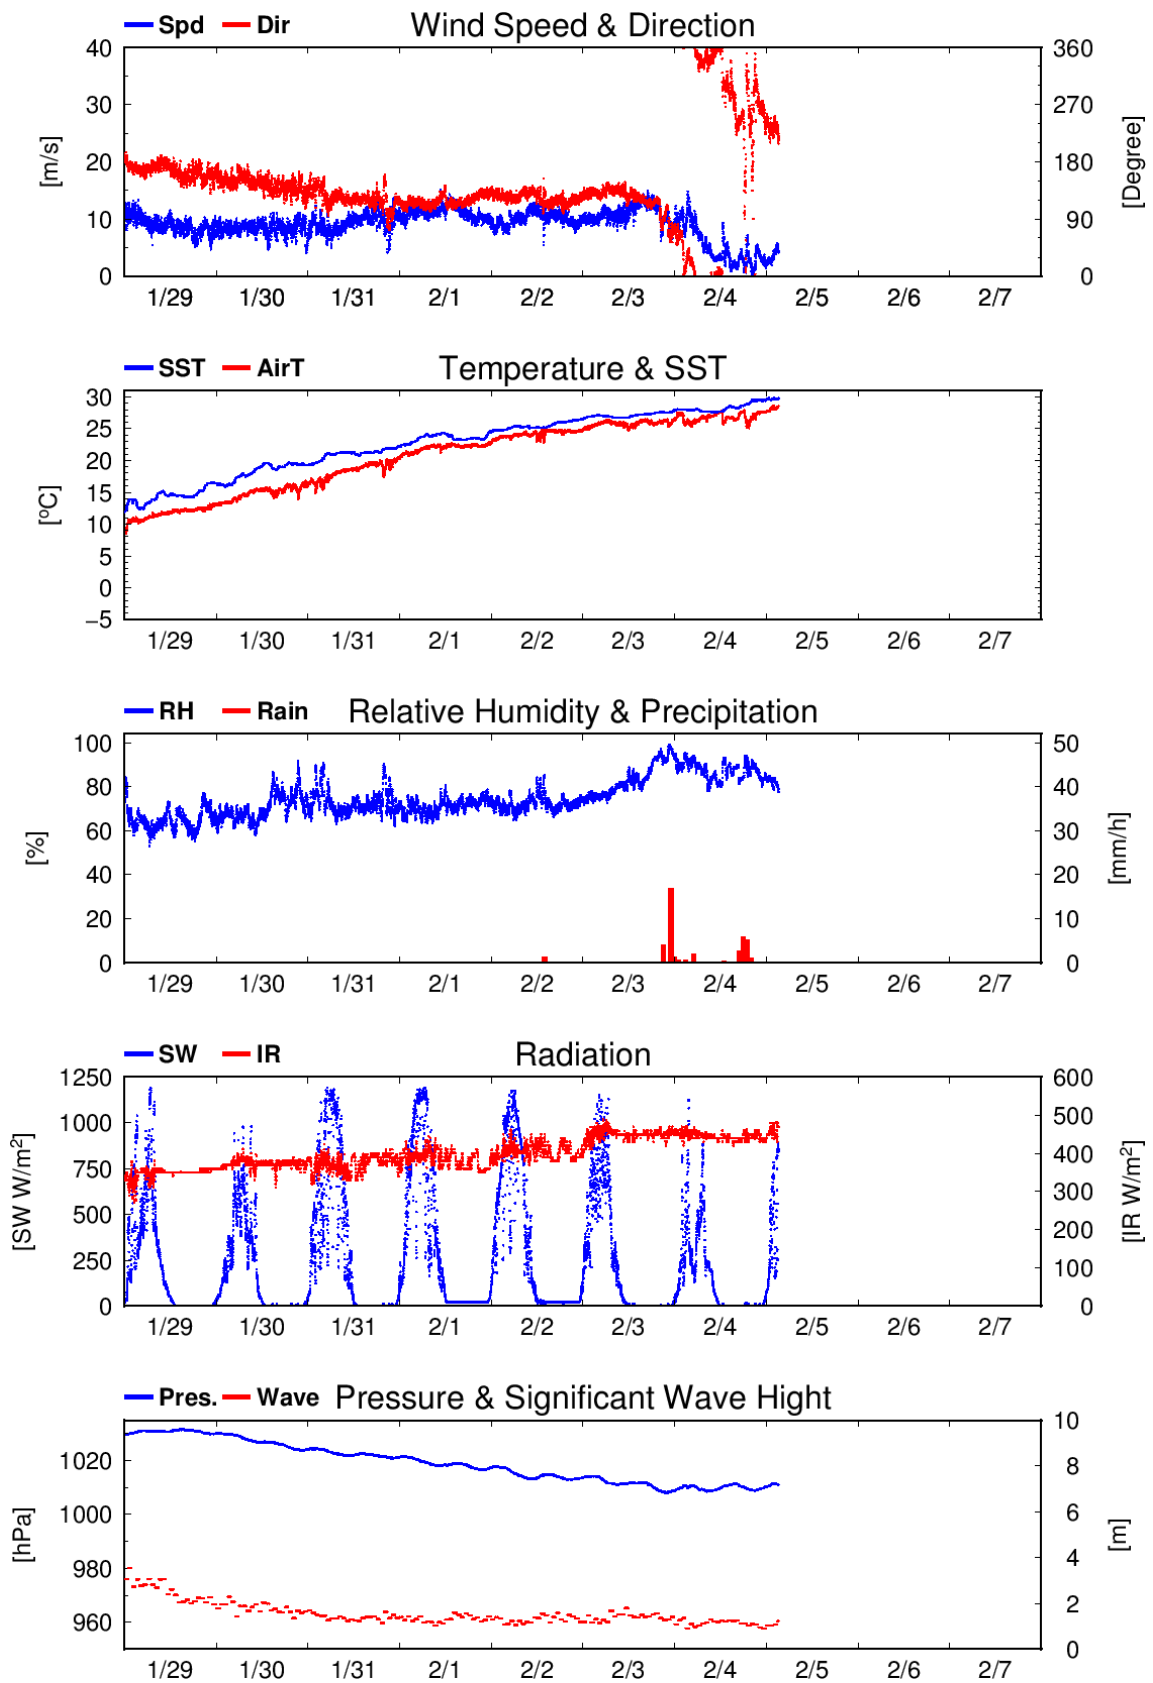 Spd Dir Wind Speed & Direction
40 360
30 270
20 180
10 90
0 0
[m/s] [Degree]
1/29 1/30 1/31 2/1 2/2 2/3 2/4 2/5 2/6 2/7
SST AirT Temperature & SST
30
25
20
15
10
5
0
−5
[ºC]
1/29 1/30 1/31 2/1 2/2 2/3 2/4 2/5 2/6 2/7
RH Rain Relative Humidity & Precipitation
100 50
80 40
60 30
40 20
20 10
0 0
[%] [mm/h]
1/29 1/30 1/31 2/1 2/2 2/3 2/4 2/5 2/6 2/7
SW IR Radiation
1250 600
1000 500
750 400
500 300
250 200
0 100
0
[SW W/m²] [IR W/m²]
1/29 1/30 1/31 2/1 2/2 2/3 2/4 2/5 2/6 2/7
Pres. Wave Pressure & Significant Wave Hight
1020 10
1000 8
980 6
960 4
2
0
[hPa] [m]
1/29 1/30 1/31 2/1 2/2 2/3 2/4 2/5 2/6 2/7